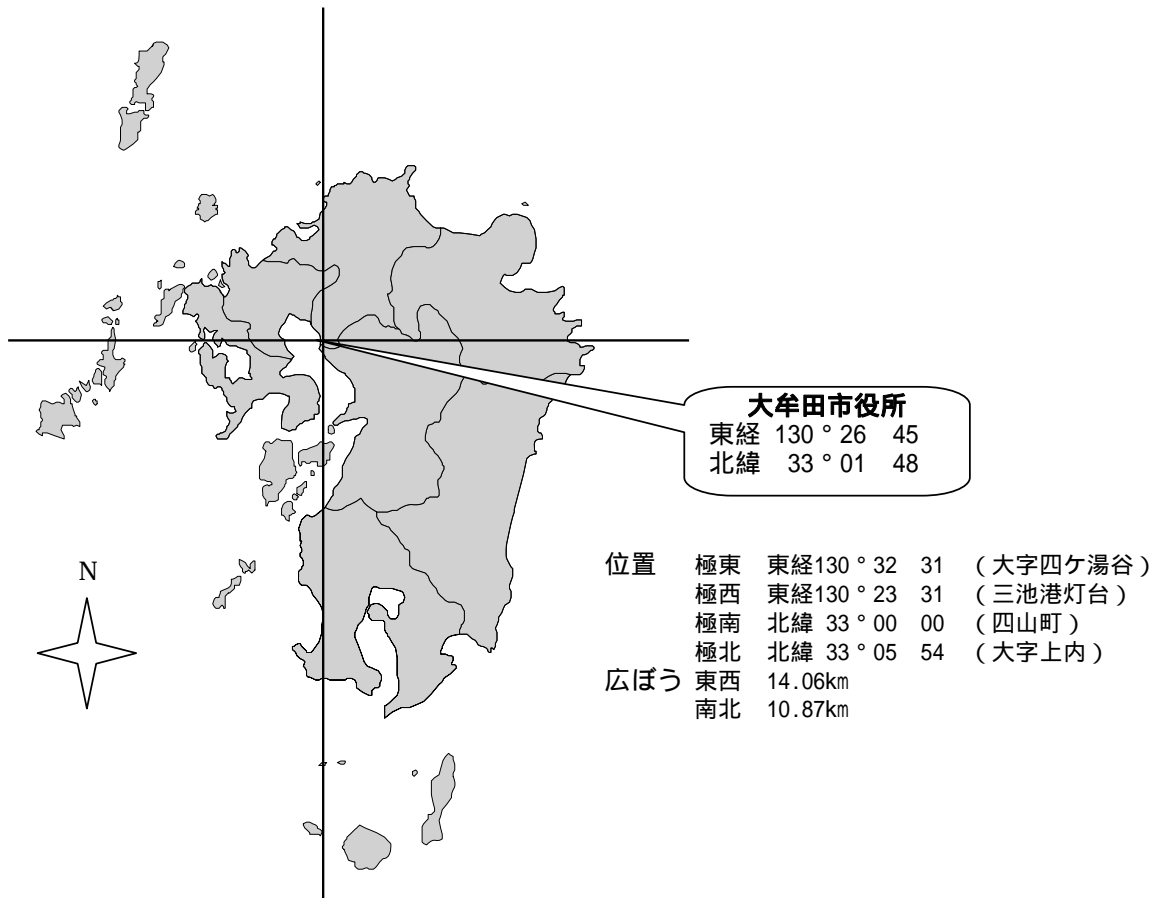 N
大牟田市役所
東経 130 ° 26 45
北緯 33 ° 01 48
位置 極東 東経130 ° 32 31 (大字四ケ湯谷)
極西 東経130 ° 23 31 (三池港灯台)
極南 北緯 33 ° 00 00 (四山町)
極北 北緯 33 ° 05 54 (大字上内)
広ぼう 東西 14.06km
南北 10.87km